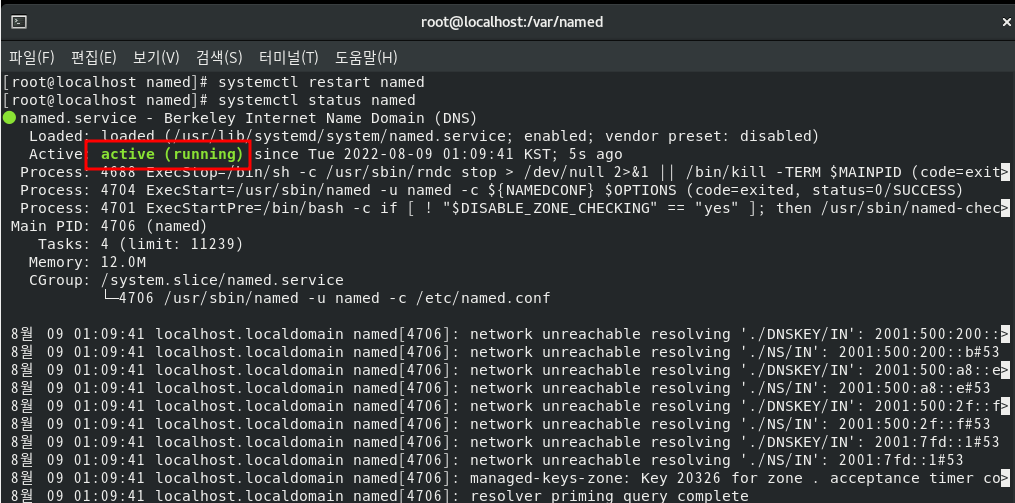 root@localhost:/var/named
×
파일(F) 편집(E) 보기(V) 검색(S) 터미널(T) 도움말(H)
[root@localhost named]# systemctl restart named
[root@localhost named]# systemctl status named
● named.service - Berkeley Internet Name Domain (DNS)
Loaded: loaded (/usr/lib/systemd/system/named.service; enabled; vendor preset: disabled)
Active: active (running) since Tue 2022-08-09 01:09:41 KST; 5s ago
Process: 4688 ExecStop=/bin/sh -c /usr/sbin/rndc stop > /dev/null 2>&1 || /bin/kill -TERM $MAINPID (code=exit>
Process: 4704 ExecStart=/usr/sbin/named -u named -c ${NAMEDCONF} $OPTIONS (code=exited, status=0/SUCCESS)
Process: 4701 ExecStartPre=/bin/bash -c if [ ! "$DISABLE_ZONE_CHECKING" == "yes" ]; then /usr/sbin/named-chec>
Main PID: 4706 (named)
Tasks: 4 (limit: 11239)
Memory: 12.0M
CGroup: /system.slice/named.service
└─4706 /usr/sbin/named -u named -c /etc/named.conf
8월 09 01:09:41 localhost.localdomain named[4706]: network unreachable resolving './DNSKEY/IN': 2001:500:200::>
8월 09 01:09:41 localhost.localdomain named[4706]: network unreachable resolving './NS/IN': 2001:500:200::b#53
8월 09 01:09:41 localhost.localdomain named[4706]: network unreachable resolving './DNSKEY/IN': 2001:500:a8::e>
8월 09 01:09:41 localhost.localdomain named[4706]: network unreachable resolving './NS/IN': 2001:500:a8::e#53
8월 09 01:09:41 localhost.localdomain named[4706]: network unreachable resolving './DNSKEY/IN': 2001:500:2f::f>
8월 09 01:09:41 localhost.localdomain named[4706]: network unreachable resolving './NS/IN': 2001:500:2f::f#53
8월 09 01:09:41 localhost.localdomain named[4706]: network unreachable resolving './DNSKEY/IN': 2001:7fd::1#53
8월 09 01:09:41 localhost.localdomain named[4706]: network unreachable resolving './NS/IN': 2001:7fd::1#53
8월 09 01:09:41 localhost.localdomain named[4706]: managed-keys-zone: Key 20326 for zone . acceptance timer co>
8월 09 01:09:41 localhost.localdomain named[4706]: resolver priming query complete